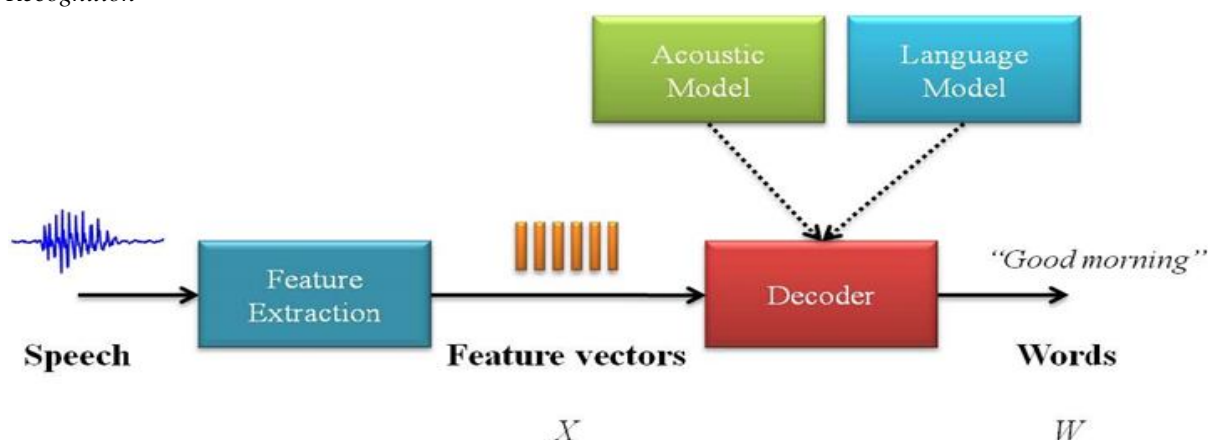 Acoustic
Model
Language
Model
Feature
Extraction
Decoder
“Good morning”
Speech
Feature vectors
Words
X
W